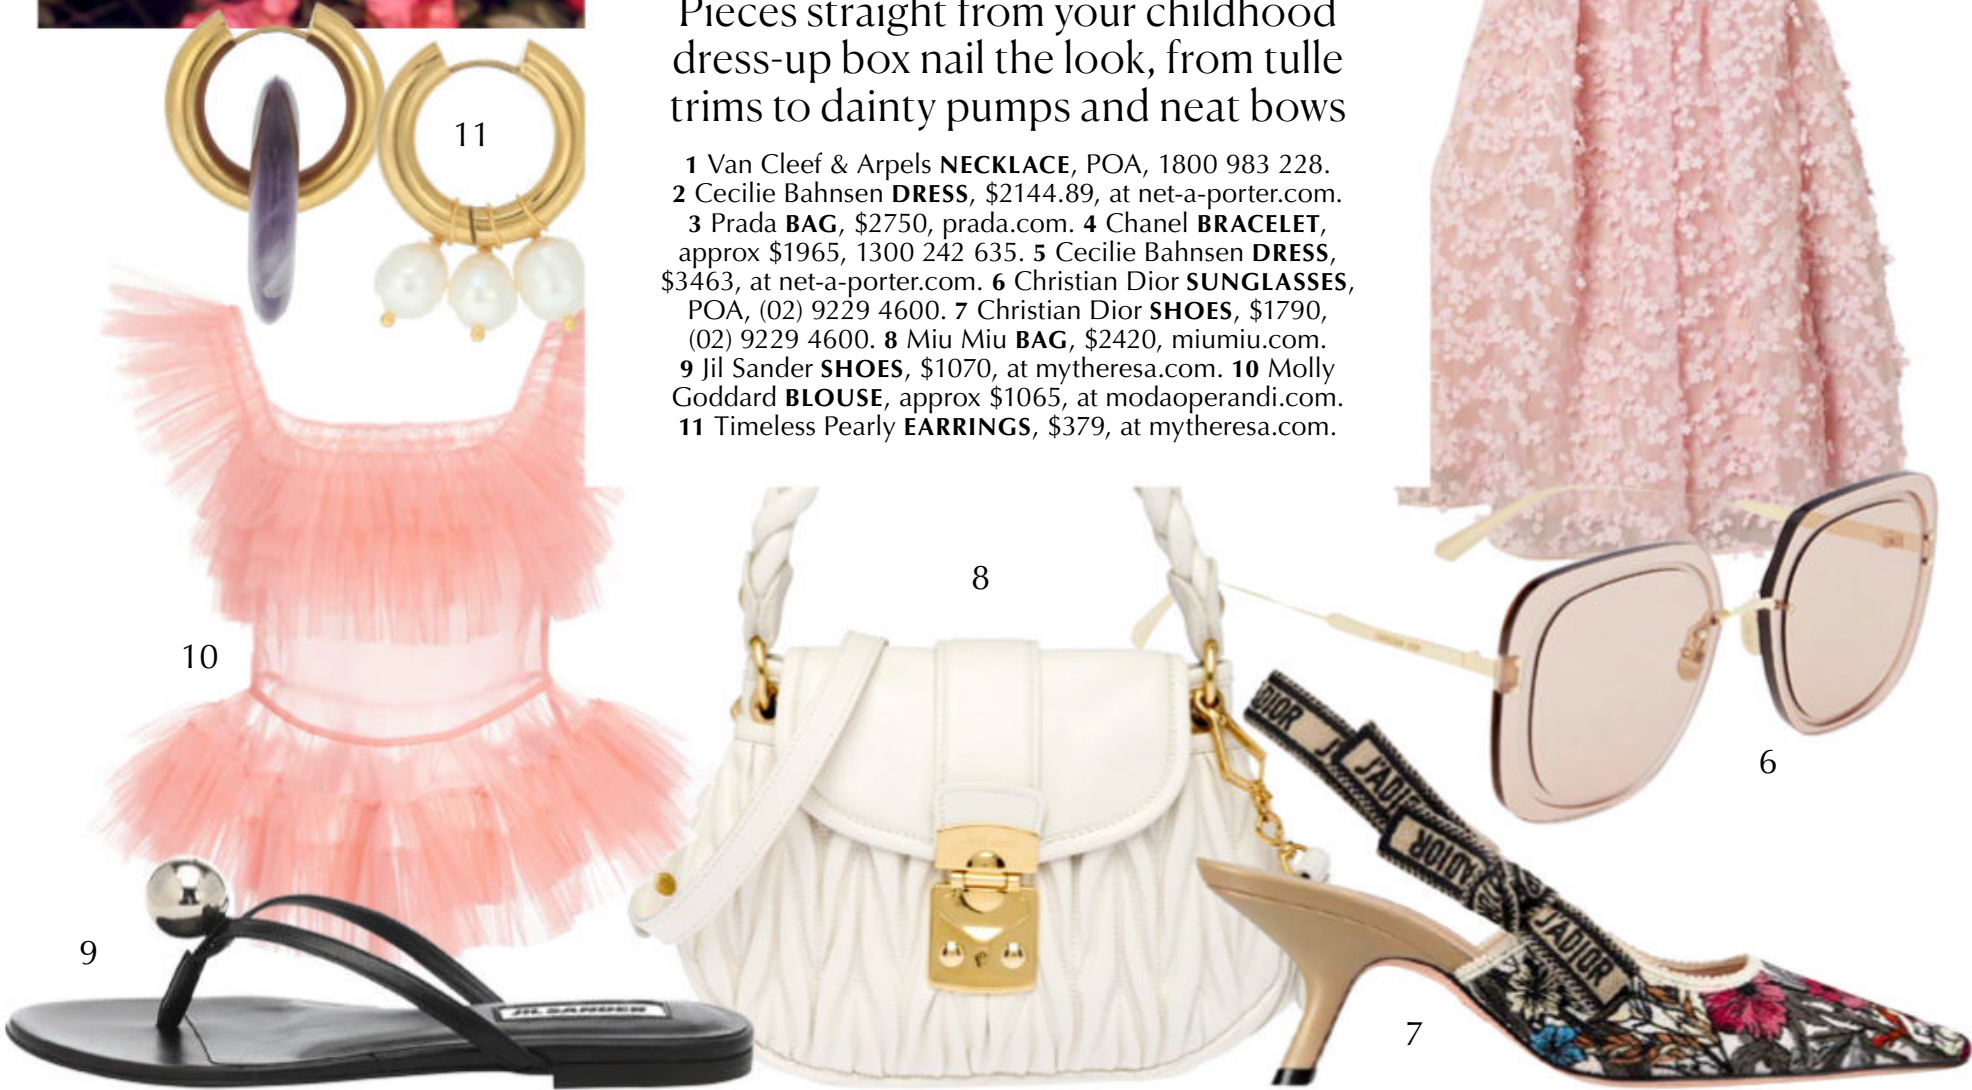 Pieces straight from your childhood
dress-up box nail the look, from tulle
trims to dainty pumps and neat bows
1 Van Cleef & Arpels NECKLACE, POA, 1800 983 228.
2 Cecilie Bahnsen DRESS, $2144.89, at net-a-porter.com.
3 Prada BAG, $2750, prada.com. 4 Chanel BRACELET,
approx $1965, 1300 242 635. 5 Cecilie Bahnsen DRESS,
$3463, at net-a-porter.com. 6 Christian Dior SUNGLASSES,
POA, (02) 9229 4600. 7 Christian Dior SHOES, $1790,
(02) 9229 4600. 8 Miu Miu BAG, $2420, miumiu.com.
9 Jil Sander SHOES, $1070, at mytheresa.com. 10 Molly
Goddard BLOUSE, approx $1065, at modaoperandi.com.
11 Timeless Pearly EARRINGS, $379, at mytheresa.com.
11
8
10
6
9
7
JIL SANDER
J'ADIOR
J'ADIOR